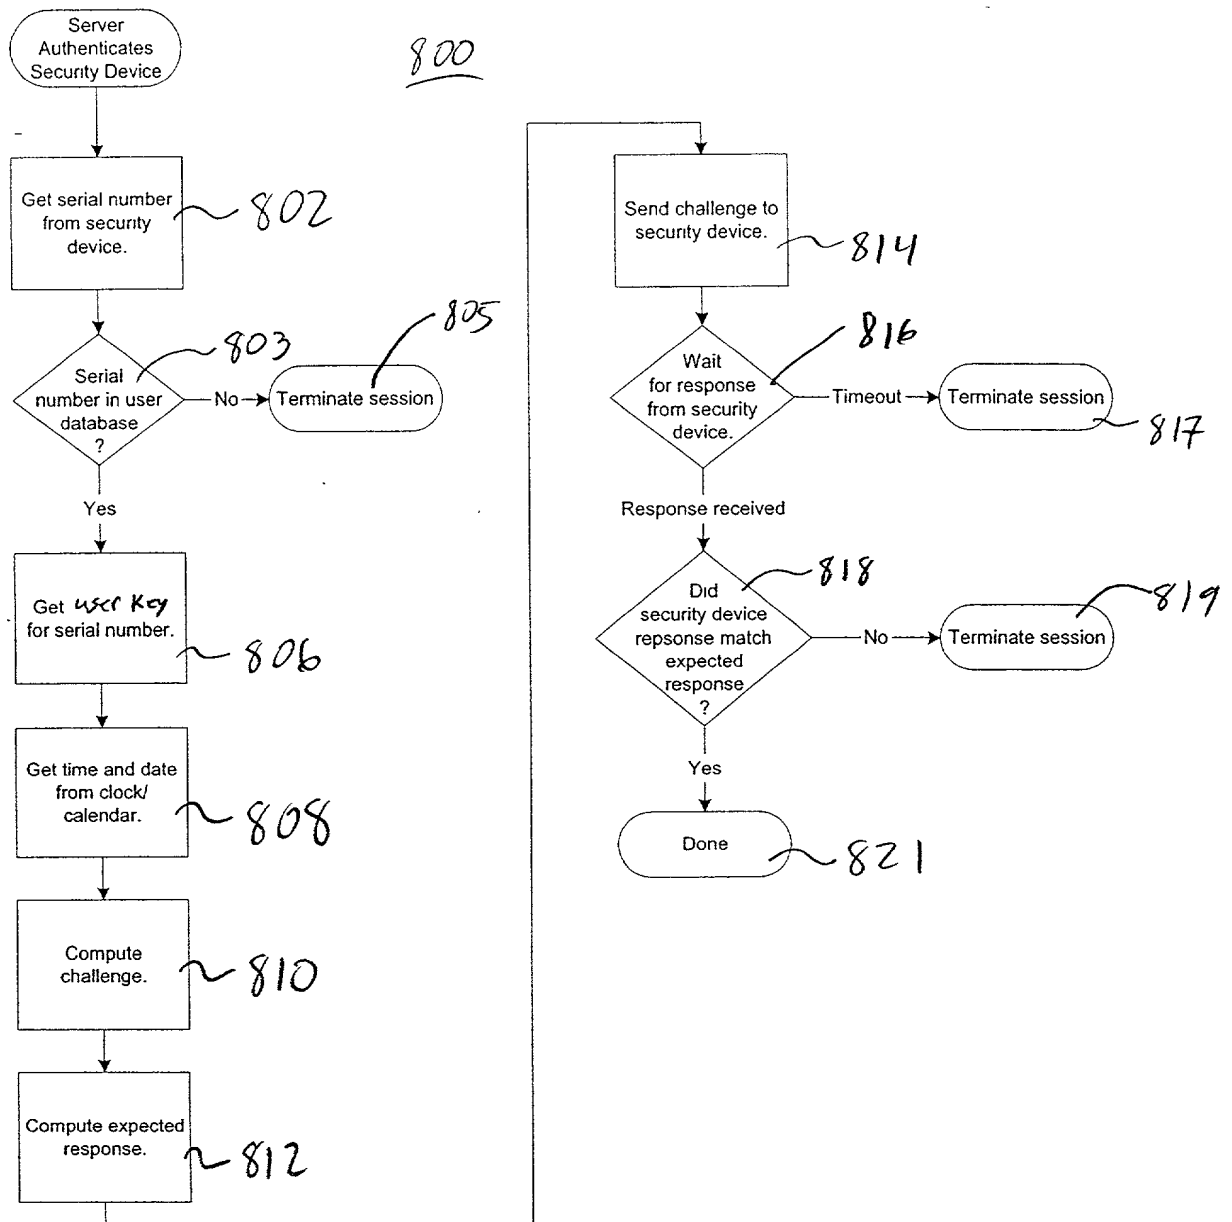 Server
Authenticates
Security Device
800
Get serial number
from security
device.
802
803
Serial
number in user
database
?
No
Terminate session
805
Yes
Get user Key
for serial number.
806
Get time and date
from clock/
calendar.
808
Compute
challenge.
810
Compute expected
response.
812
Send challenge to
security device.
814
816
Wait
for response
from security
device.
Timeout
Terminate session
817
Response received
818
Did
security device
repsonse match
expected
response
?
No
Terminate session
819
Yes
Done
821